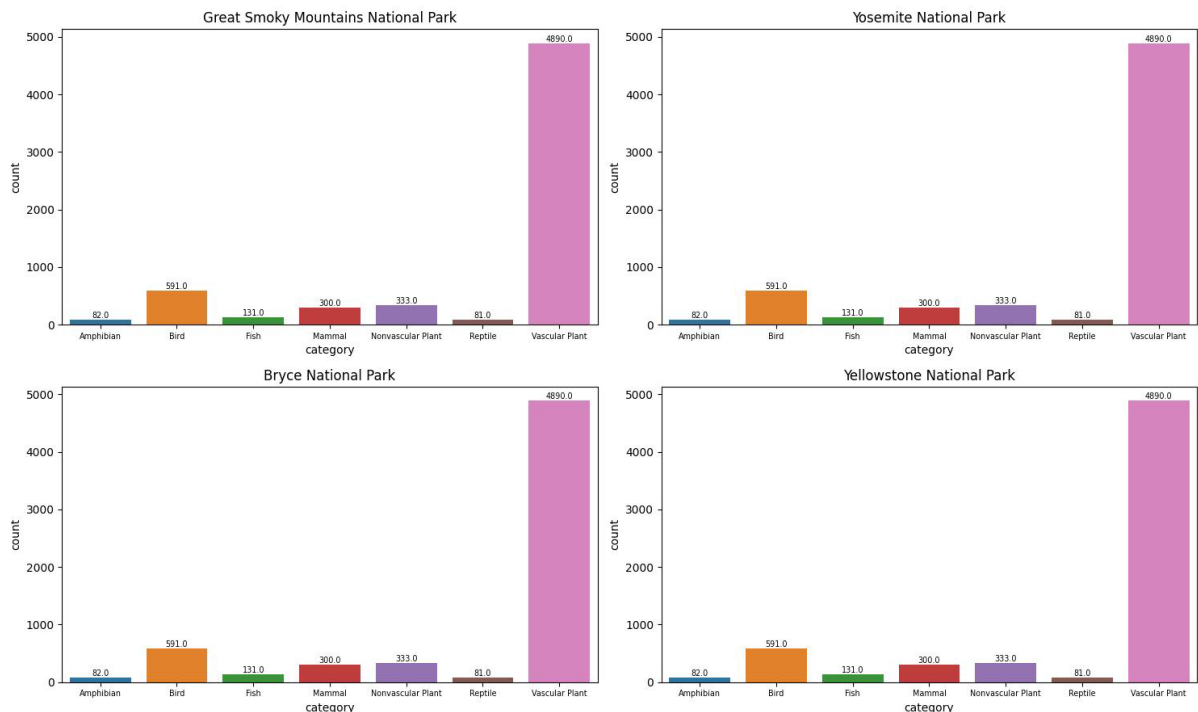 Great Smoky Mountains National Park
5000
4000
3000
2000
1000
0
count
82.0
591.0
131.0
300.0
333.0
81.0
4890.0
Amphibian
Bird
Fish
Mammal
Nonvascular Plant
Reptile
Vascular Plant
category
Yosemite National Park
5000
4000
3000
2000
1000
0
count
82.0
591.0
131.0
300.0
333.0
81.0
4890.0
Amphibian
Bird
Fish
Mammal
Nonvascular Plant
Reptile
Vascular Plant
category
Bryce National Park
5000
4000
3000
2000
1000
0
count
82.0
591.0
131.0
300.0
333.0
81.0
4890.0
Amphibian
Bird
Fish
Mammal
Nonvascular Plant
Reptile
Vascular Plant
category
Yellowstone National Park
5000
4000
3000
2000
1000
0
count
82.0
591.0
131.0
300.0
333.0
81.0
4890.0
Amphibian
Bird
Fish
Mammal
Nonvascular Plant
Reptile
Vascular Plant
category